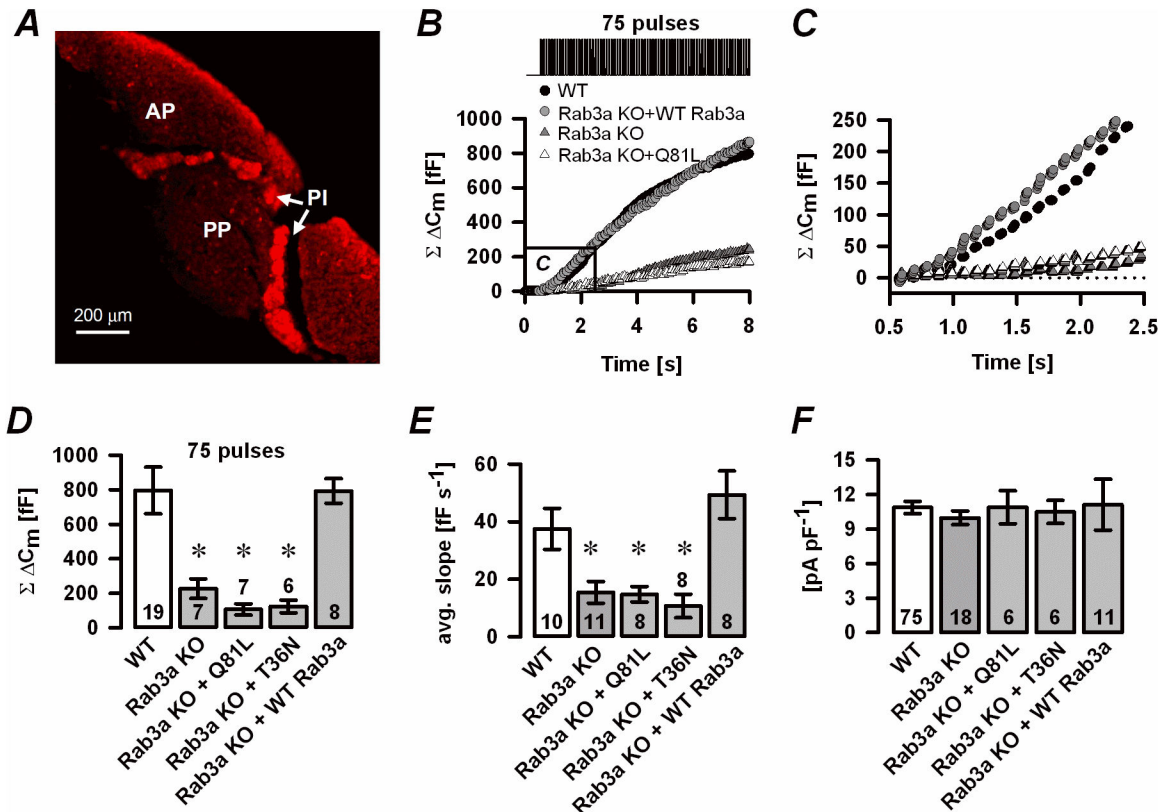 A
AP
PP
PI
200 µm
B
75 pulses
WT
Rab3a KO+WT Rab3a
Rab3a KO
Rab3a KO+Q81L
1000
800
600
400
200
0
Σ ΔCm [fF]
C
0 2 4 6 8
Time [s]
C
250
200
150
100
50
0
Σ ΔCm [fF]
0.5 1.0 1.5 2.0 2.5
Time [s]
D
75 pulses
1000
800
600
400
200
0
Σ ΔCm [fF]
* * *
19 7 7 6 8
WT
Rab3a KO
Rab3a KO + Q81L
Rab3a KO + T36N
Rab3a KO + WT Rab3a
E
60
40
20
0
avg. slope [fF s-1]
* * *
10 11 8 8 8
WT
Rab3a KO
Rab3a KO + Q81L
Rab3a KO + T36N
Rab3a KO + WT Rab3a
F
15
12
9
6
3
0
[pA pF-1]
75 18 6 6 11
WT
Rab3a KO
Rab3a KO + Q81L
Rab3a KO + T36N
Rab3a KO + WT Rab3a